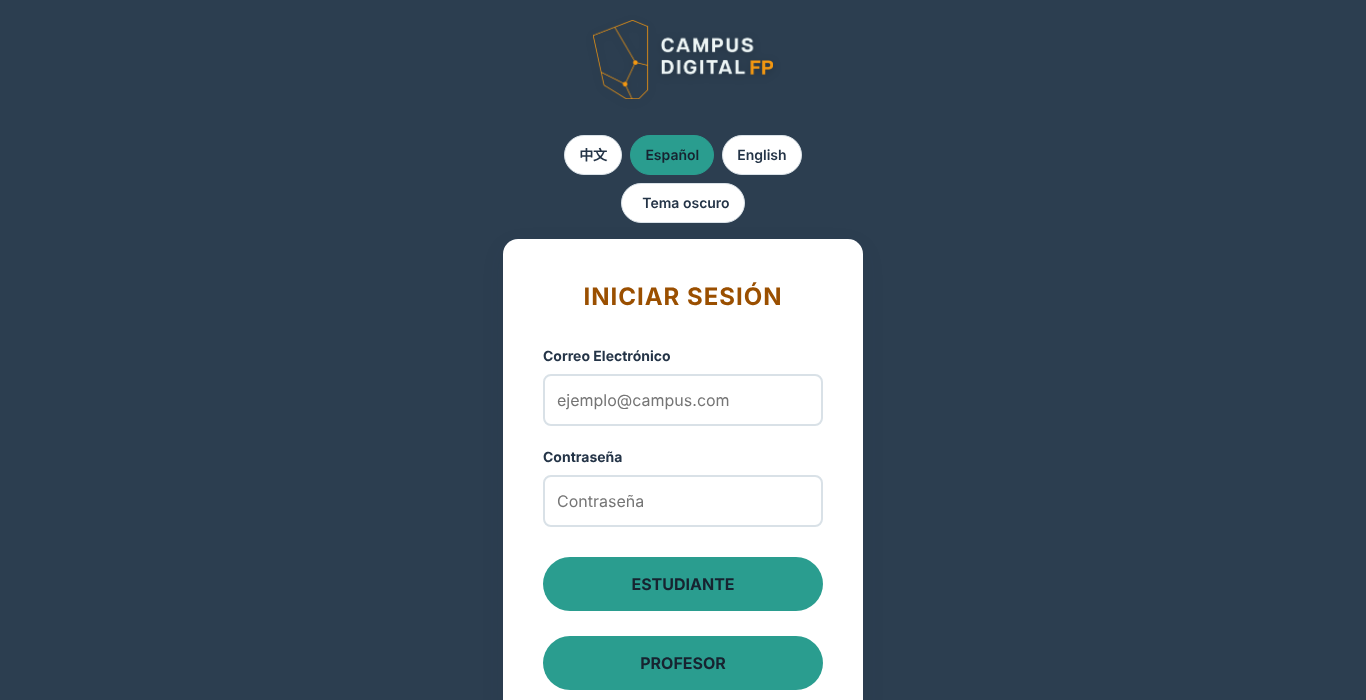 CAMPUS
DIGITAL FP
中文 Español English
Tema oscuro
INICIAR SESIÓN
Correo Electrónico
ejemplo@campus.com
Contraseña
Contraseña
ESTUDIANTE
PROFESOR